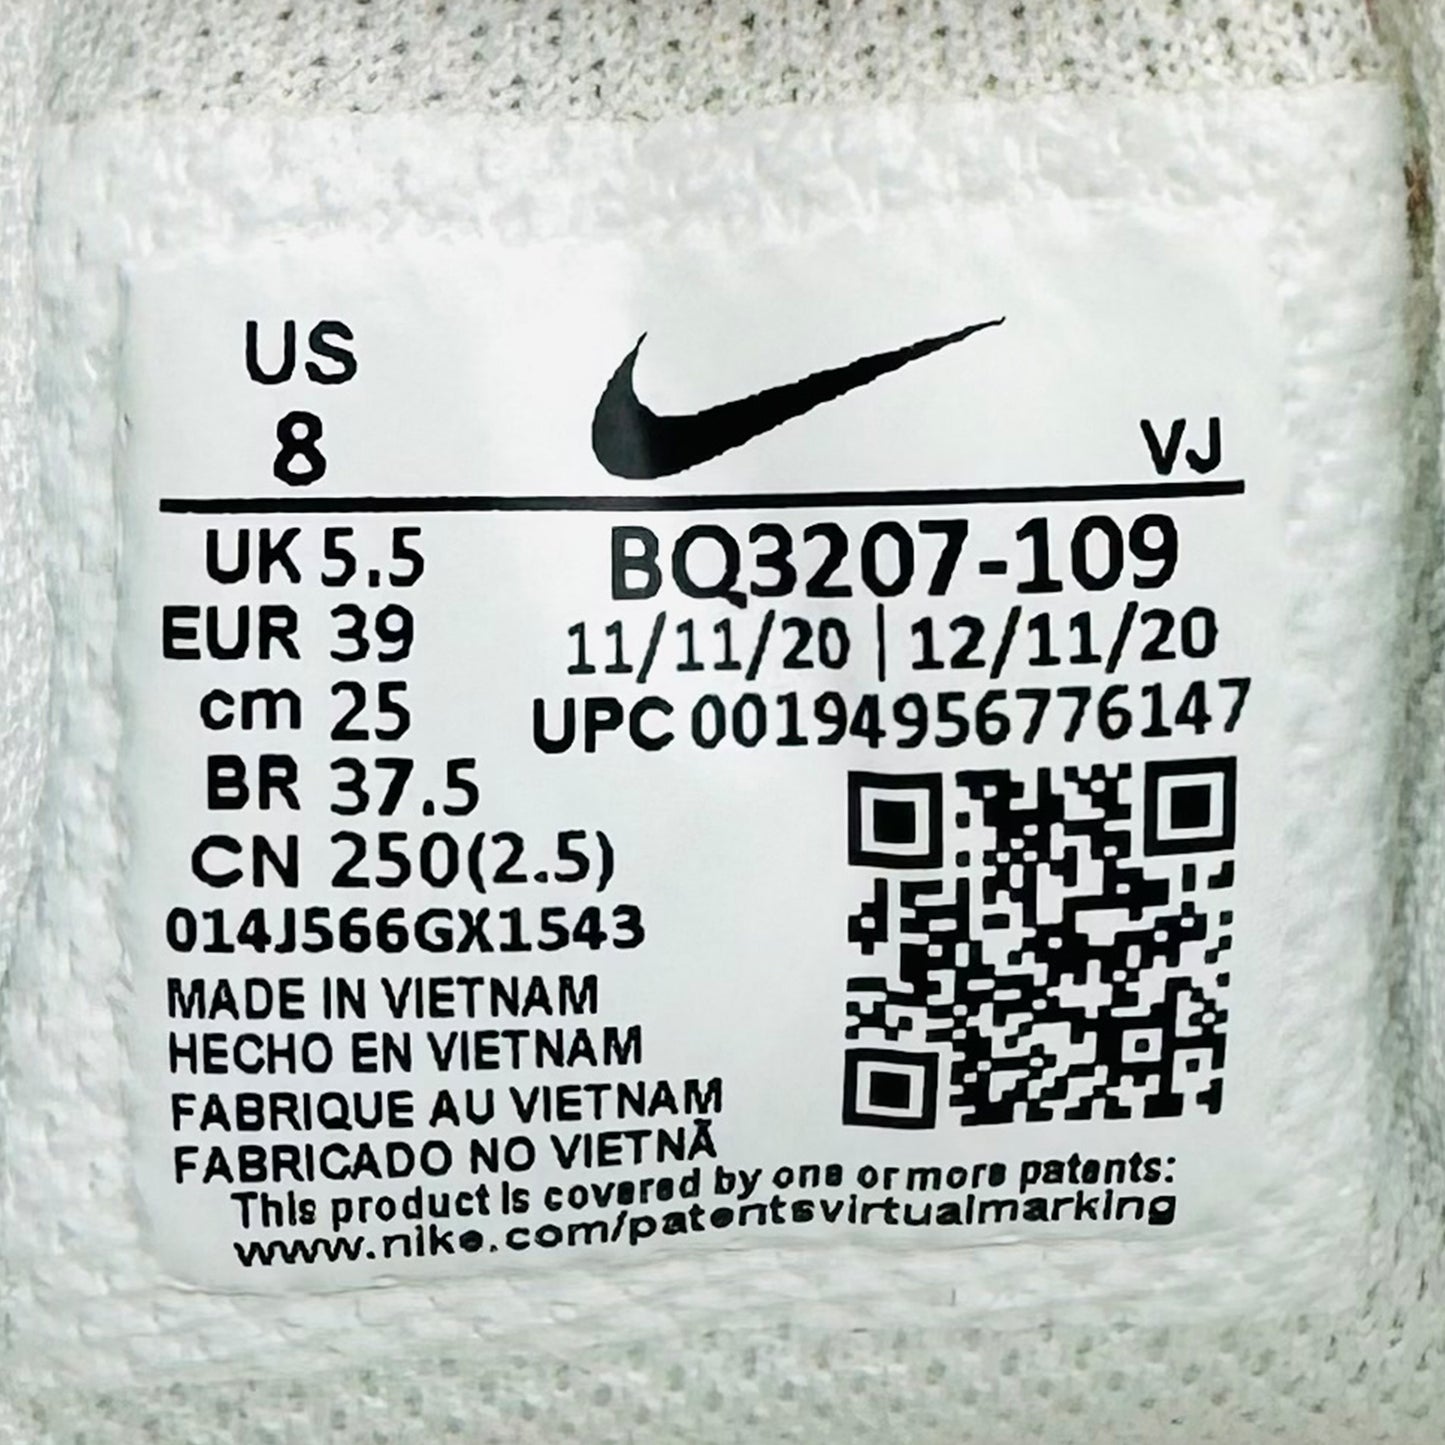 US
8
VJ
UK 5.5
EUR 39
cm 25
BR 37.5
CN 250(2.5)
BQ3207-109
11/11/20 | 12/11/20
UPC 00194956776147
014J566GX1543
MADE IN VIETNAM
HECHO EN VIETNAM
FABRIQUE AU VIETNAM
FABRICADO NO VIETNÃ
This product is covered by one or more patents:
www.nike.com/patentsvirtualmarking